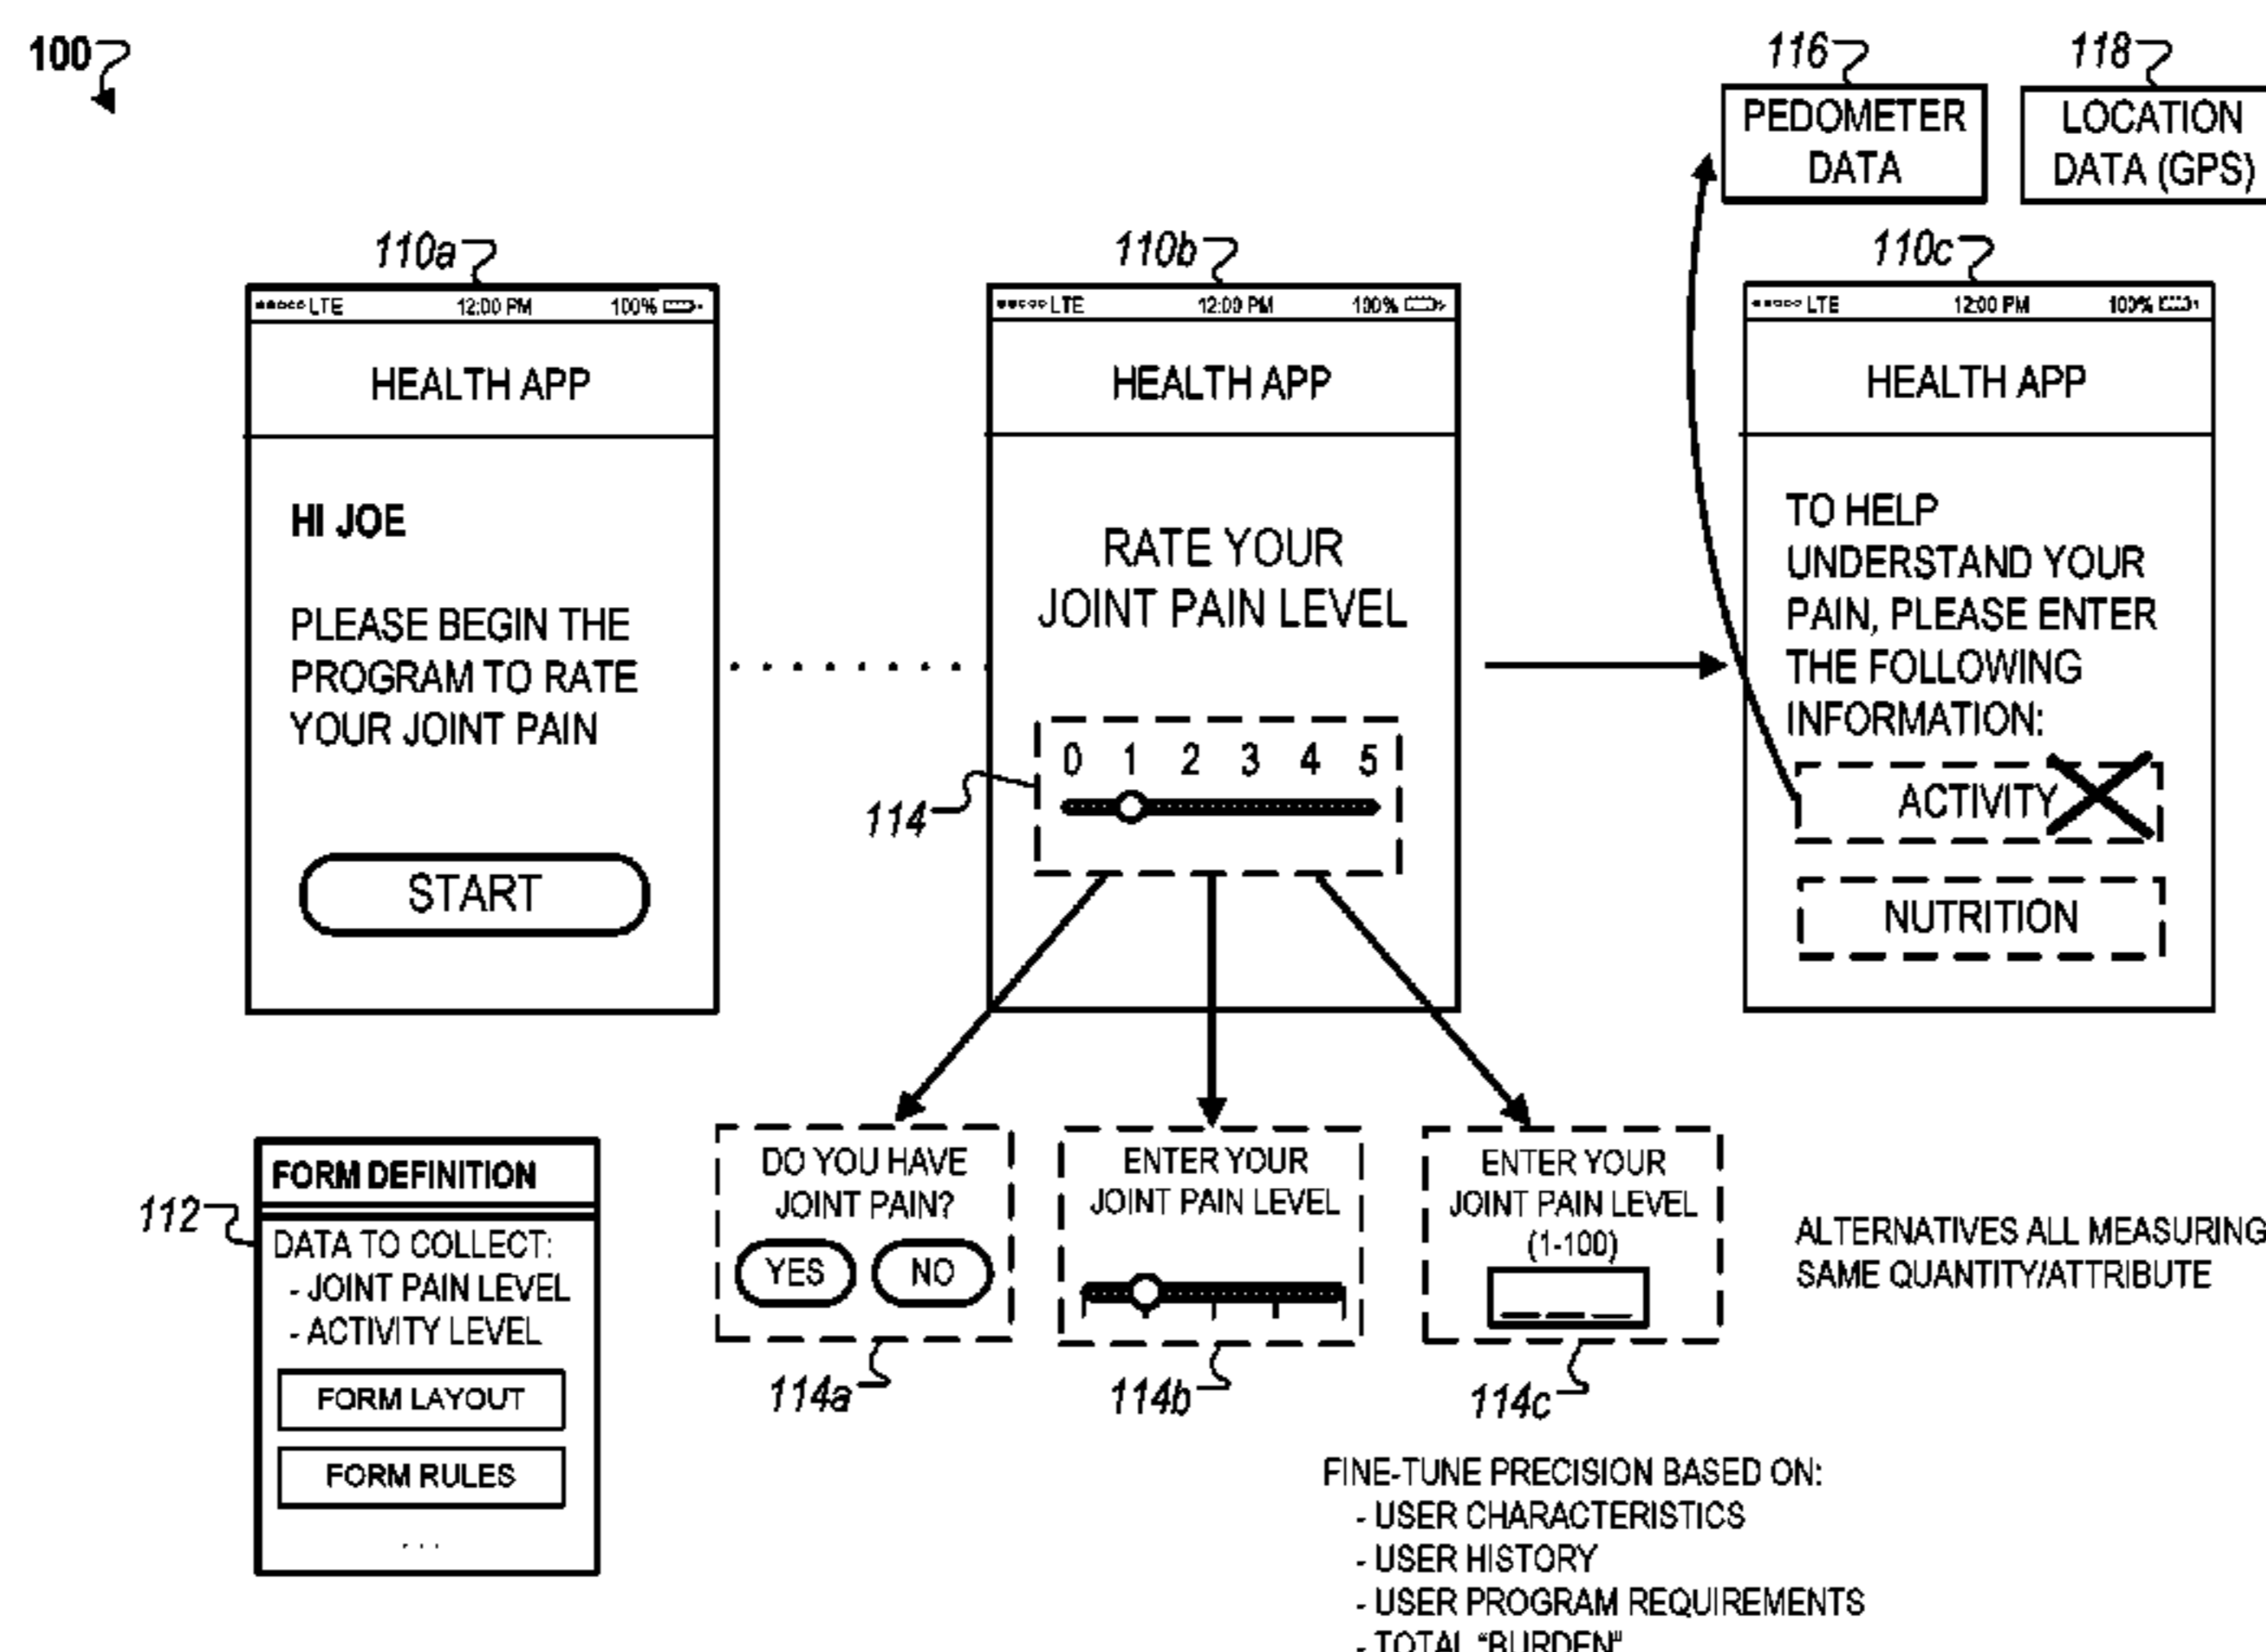 100
116
118
PEDOMETER
DATA
LOCATION
DATA (GPS)
110a
LTE 12:00 PM 100%
HEALTH APP
HI JOE
PLEASE BEGIN THE
PROGRAM TO RATE
YOUR JOINT PAIN
START
110b
LTE 12:00 PM 100%
HEALTH APP
RATE YOUR
JOINT PAIN LEVEL
0 1 2 3 4 5
114
110c
LTE 12:00 PM 100%
HEALTH APP
TO HELP
UNDERSTAND YOUR
PAIN, PLEASE ENTER
THE FOLLOWING
INFORMATION:
ACTIVITY
NUTRITION
112
FORM DEFINITION
DATA TO COLLECT:
- JOINT PAIN LEVEL
- ACTIVITY LEVEL
FORM LAYOUT
FORM RULES
. . .
DO YOU HAVE
JOINT PAIN?
YES NO
114a
ENTER YOUR
JOINT PAIN LEVEL
114b
ENTER YOUR
JOINT PAIN LEVEL
(1-100)
114c
ALTERNATIVES ALL MEASURING
SAME QUANTITY/ATTRIBUTE
FINE-TUNE PRECISION BASED ON:
- USER CHARACTERISTICS
- USER HISTORY
- USER PROGRAM REQUIREMENTS
- TOTAL "BURDEN"